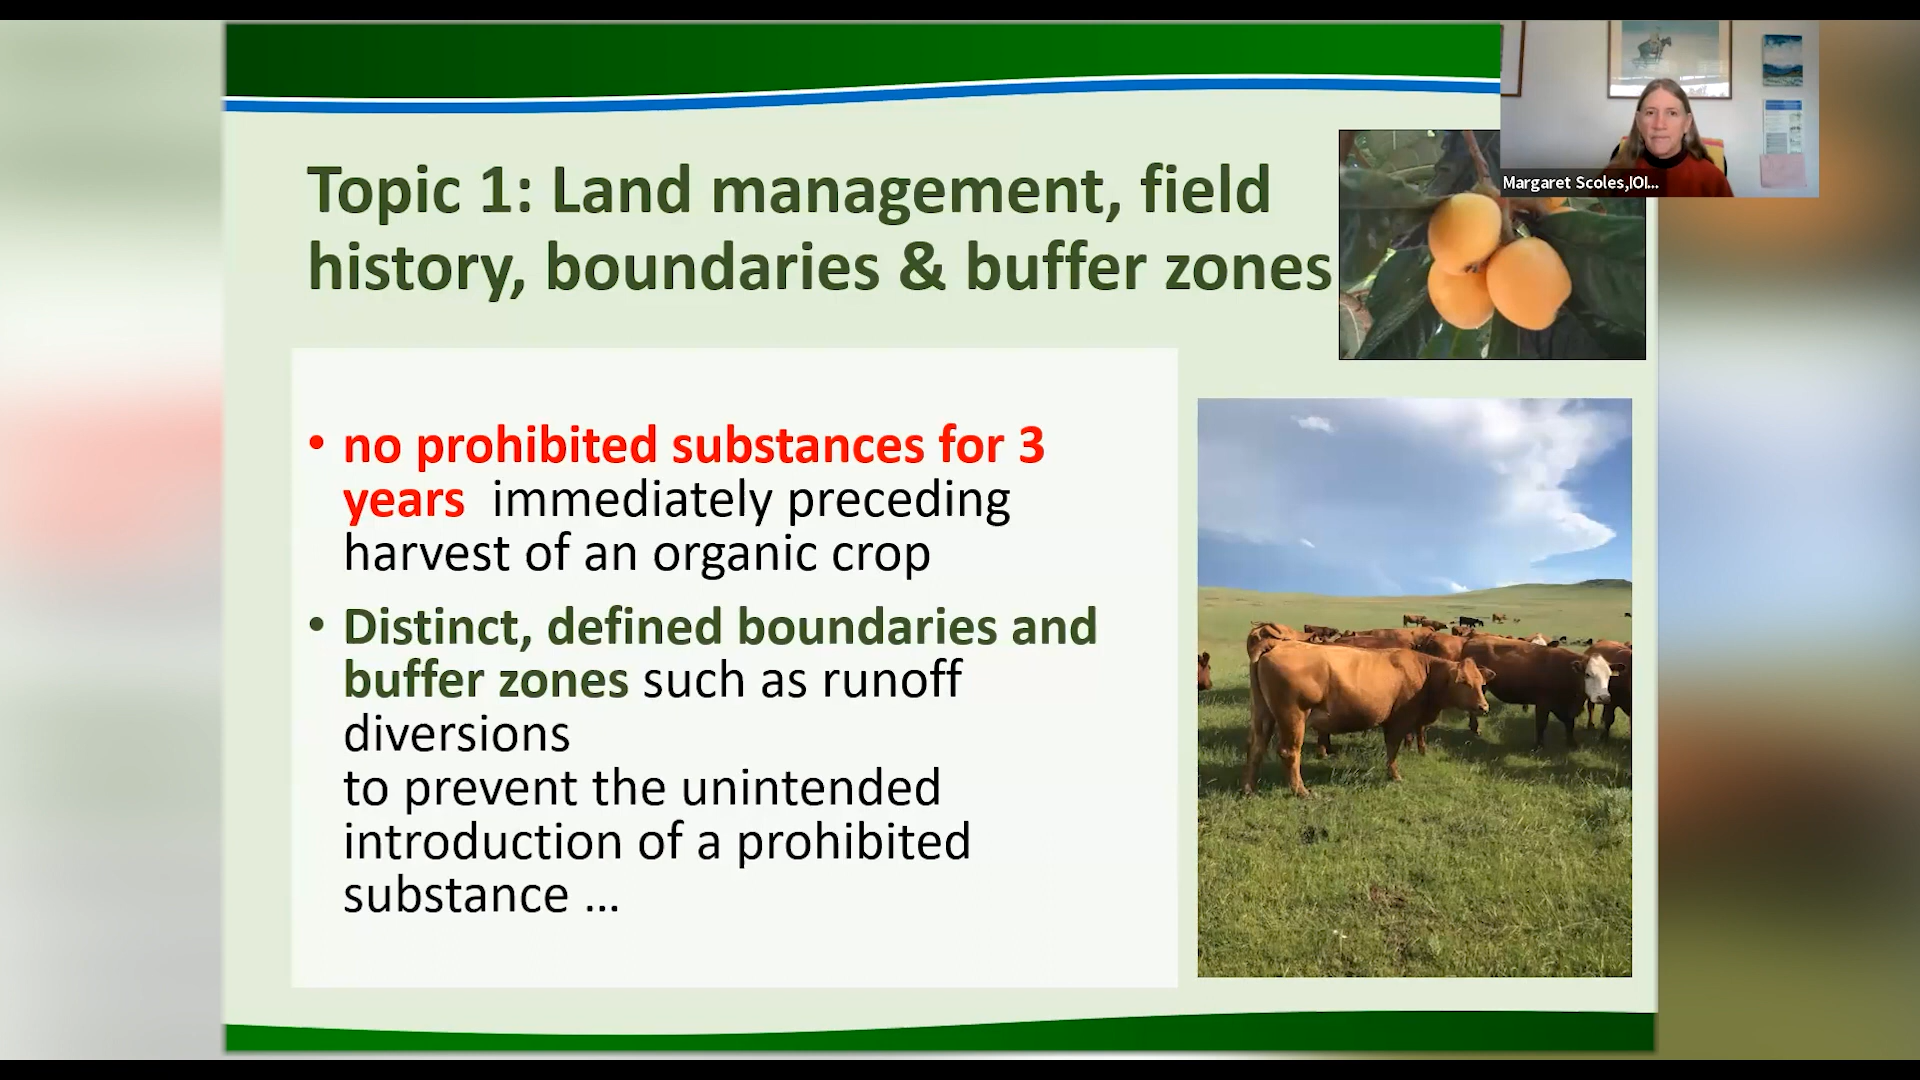 Topic 1: Land management, field
history, boundaries & buffer zones
Margaret Scoles,IOI...
• no prohibited substances for 3
years immediately preceding
harvest of an organic crop
• Distinct, defined boundaries and
buffer zones such as runoff
diversions
to prevent the unintended
introduction of a prohibited
substance ...